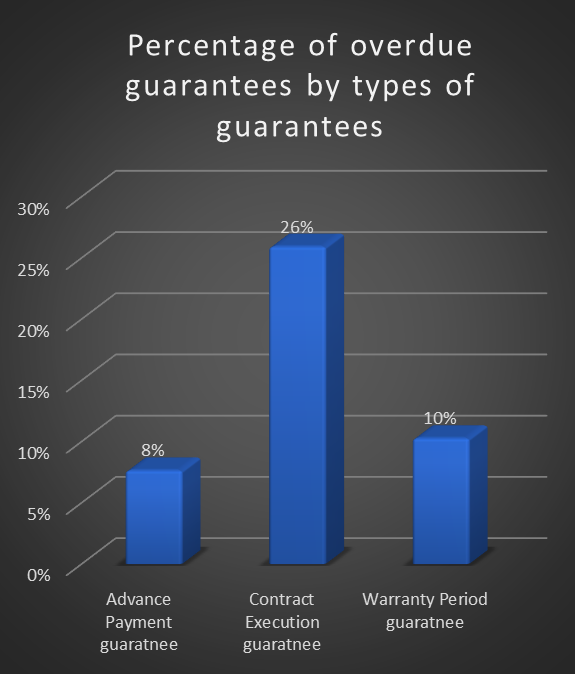 Percentage of overdue
guarantees by types of
guarantees
30%
25%
20%
15%
10%
5%
0%
8%
26%
10%
Advance
Payment
guaratnee
Contract
Execution
guaratnee
Warranty Period
guaratnee